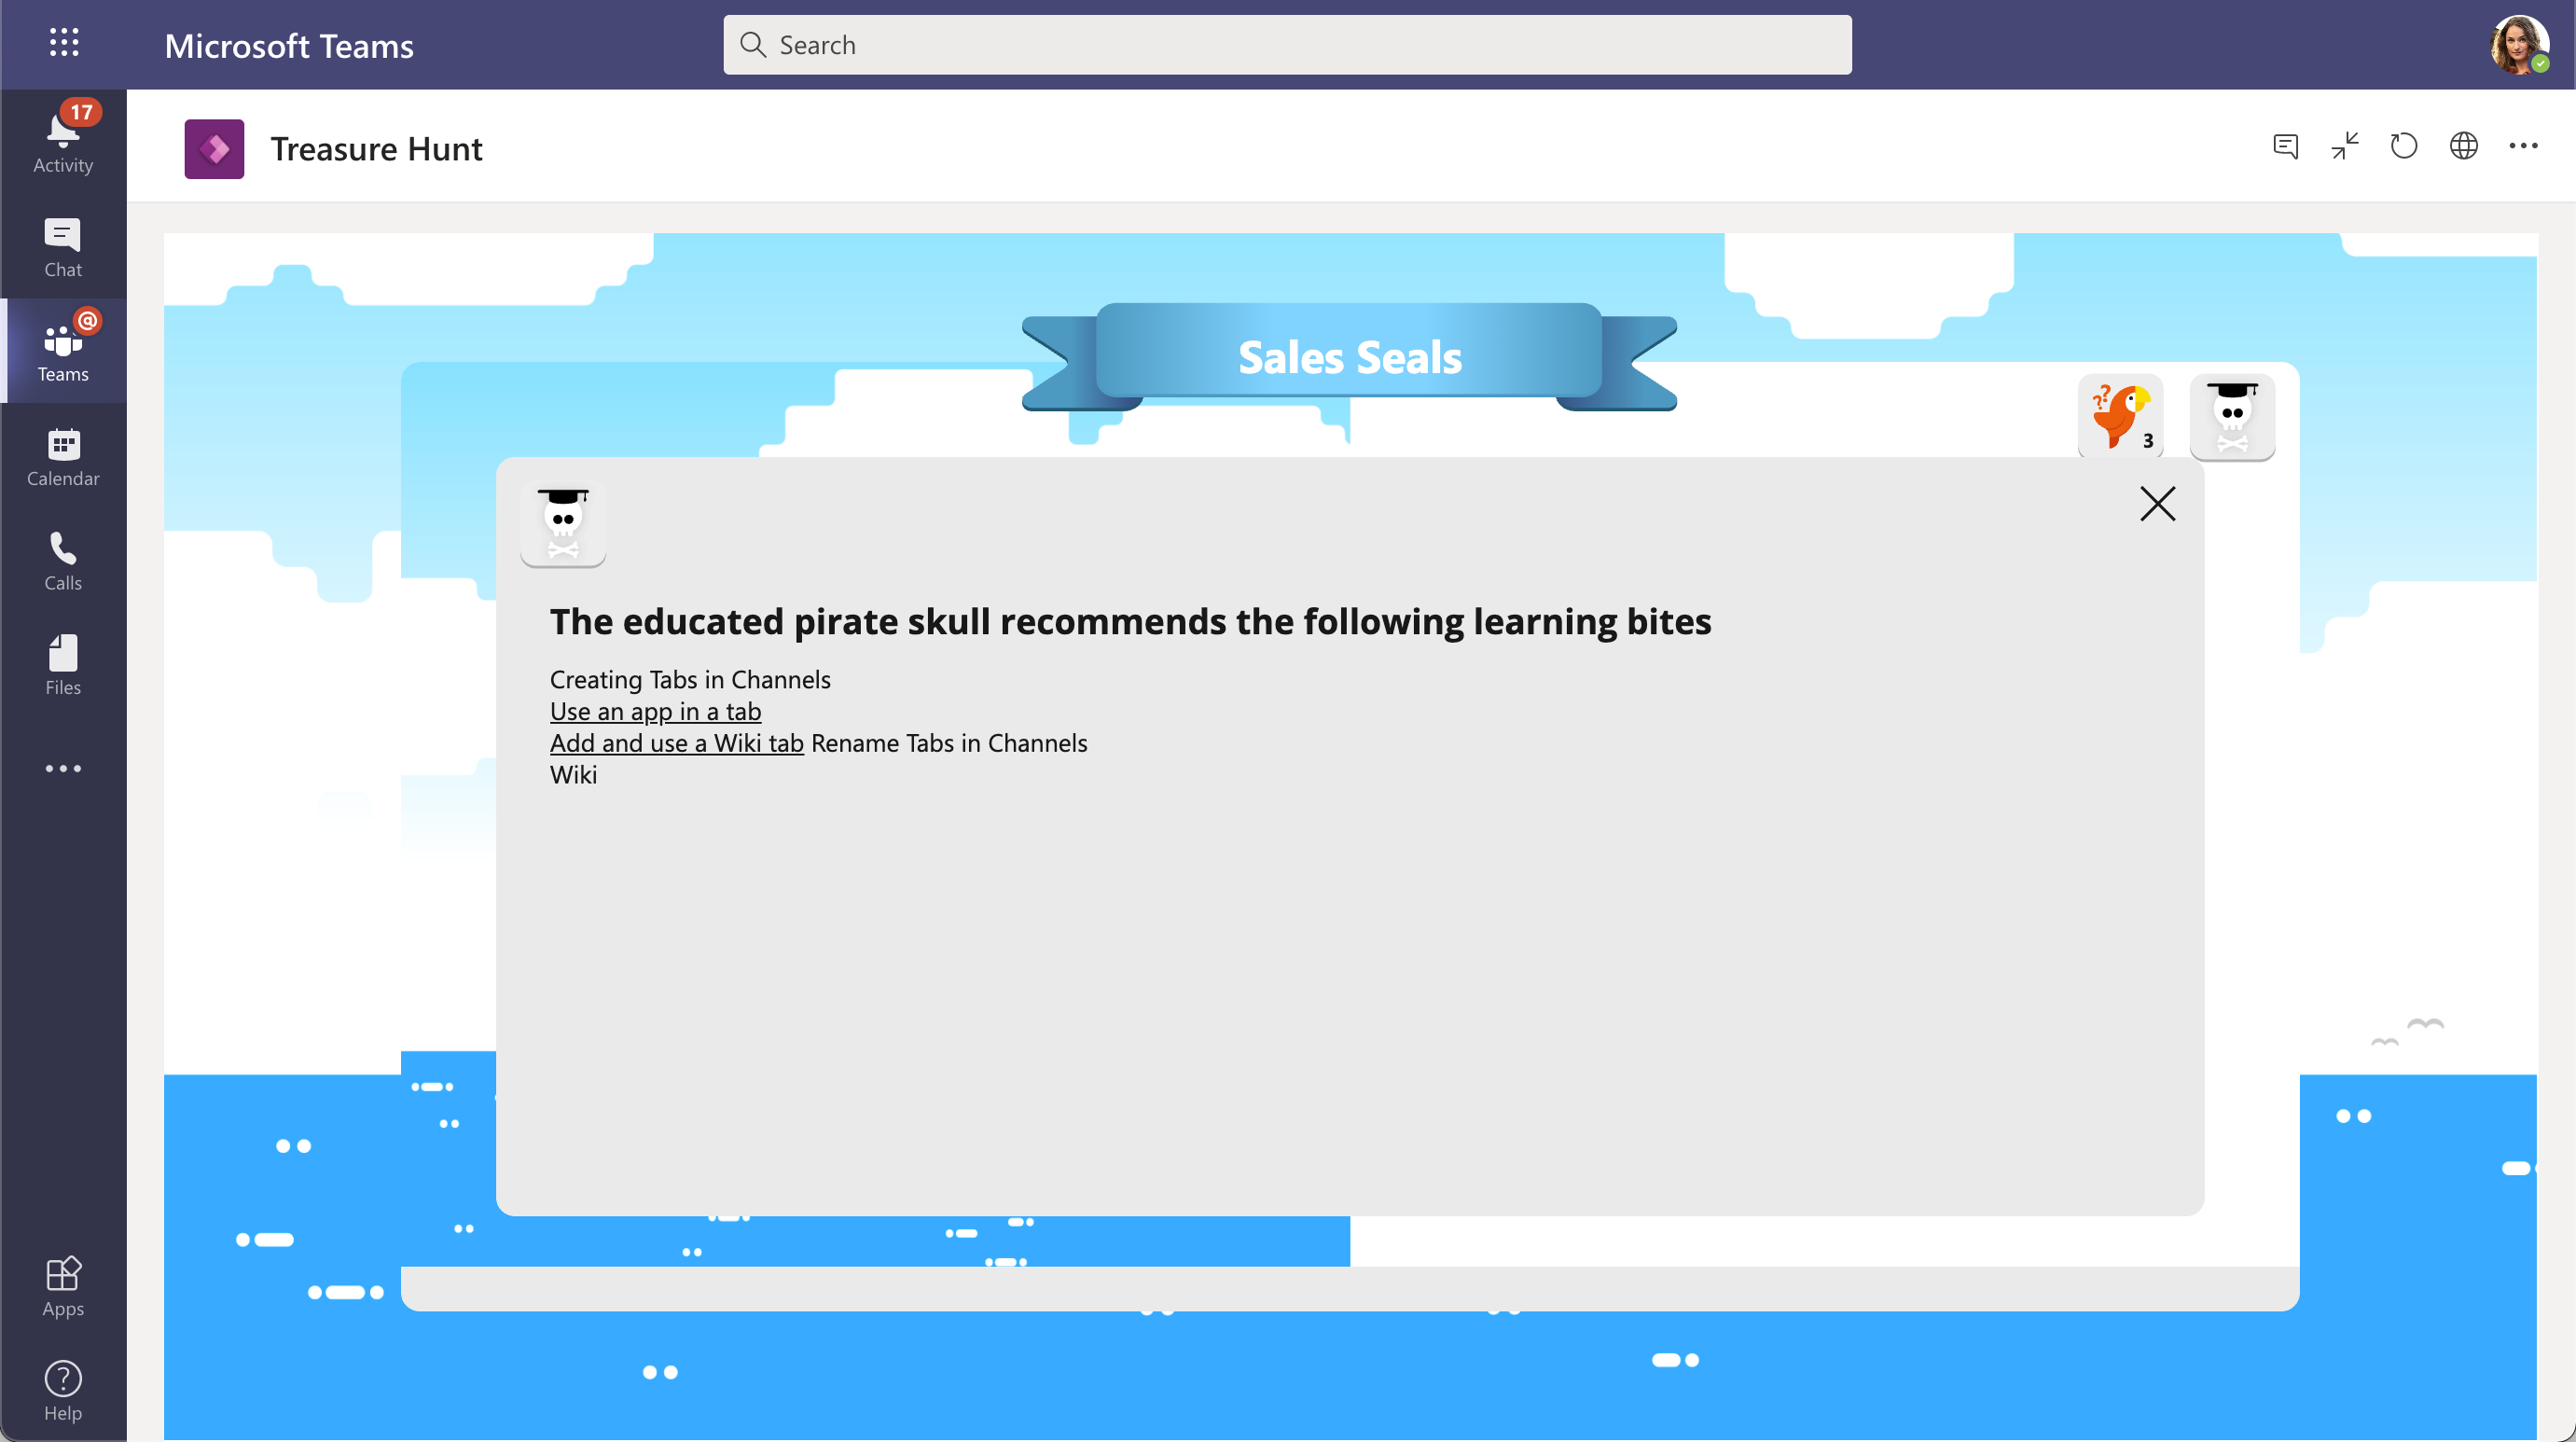 Microsoft Teams
Search
17
Activity
Treasure Hunt
Chat
@
Teams
Sales Seals
??
3
Calendar
Calls
The educated pirate skull recommends the following learning bites
Creating Tabs in Channels
Files
Use an app in a tab
Add and use a Wiki tab Rename Tabs in Channels
Wiki
Apps
?
Help